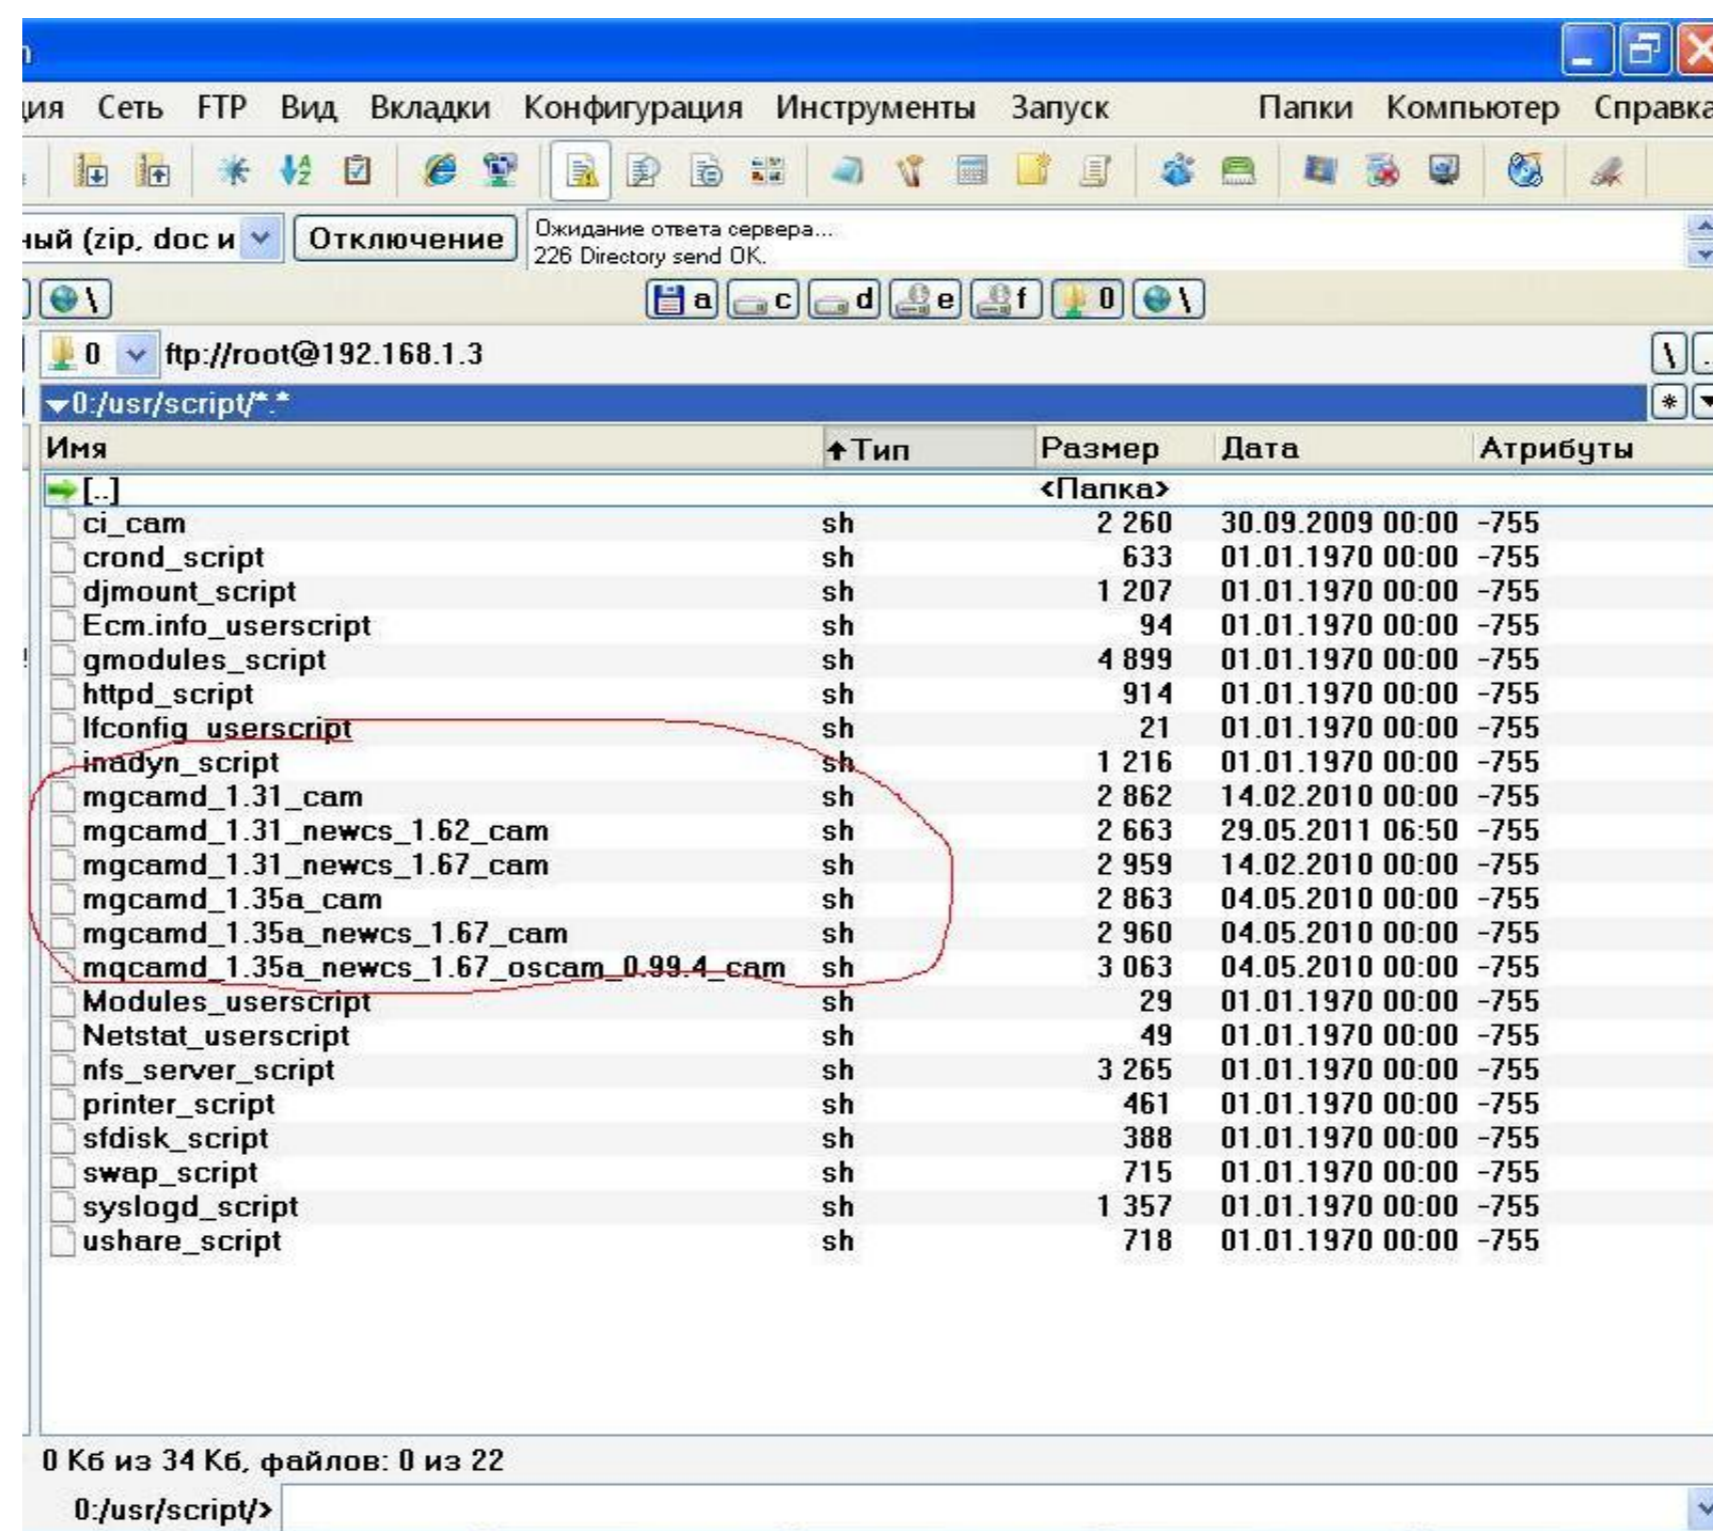 Сеть FTP Вид Вкладки Конфигурация Инструменты Запуск Папки Компьютер Справка
(zip, doc и Отключение Ожидание ответа сервера...
226 Directory send OK.
\ a c d e f 0 \
0 ftp://root@192.168.1.3 \ ..
0:/usr/script/*.* *
Имя Тип Размер Дата Атрибуты
[..] <Папка>
ci_cam sh 2 260 30.09.2009 00:00 -755
crond_script sh 633 01.01.1970 00:00 -755
djmount_script sh 1 207 01.01.1970 00:00 -755
Ecm.info_userscript sh 94 01.01.1970 00:00 -755
gmodules_script sh 4 899 01.01.1970 00:00 -755
httpd_script sh 914 01.01.1970 00:00 -755
Ifconfig_userscript sh 21 01.01.1970 00:00 -755
inadyn_script sh 1 216 01.01.1970 00:00 -755
mgcamd_1.31_cam sh 2 862 14.02.2010 00:00 -755
mgcamd_1.31_newcs_1.62_cam sh 2 663 29.05.2011 06:50 -755
mgcamd_1.31_newcs_1.67_cam sh 2 959 14.02.2010 00:00 -755
mgcamd_1.35a_cam sh 2 863 04.05.2010 00:00 -755
mgcamd_1.35a_newcs_1.67_cam sh 2 960 04.05.2010 00:00 -755
mgcamd_1.35a_newcs_1.67_oscam_0.99.4_cam sh 3 063 04.05.2010 00:00 -755
Modules_userscript sh 29 01.01.1970 00:00 -755
Netstat_userscript sh 49 01.01.1970 00:00 -755
nfs_server_script sh 3 265 01.01.1970 00:00 -755
printer_script sh 461 01.01.1970 00:00 -755
sfdisk_script sh 388 01.01.1970 00:00 -755
swap_script sh 715 01.01.1970 00:00 -755
syslogd_script sh 1 357 01.01.1970 00:00 -755
ushare_script sh 718 01.01.1970 00:00 -755
0 Кб из 34 Кб, файлов: 0 из 22
0:/usr/script/>